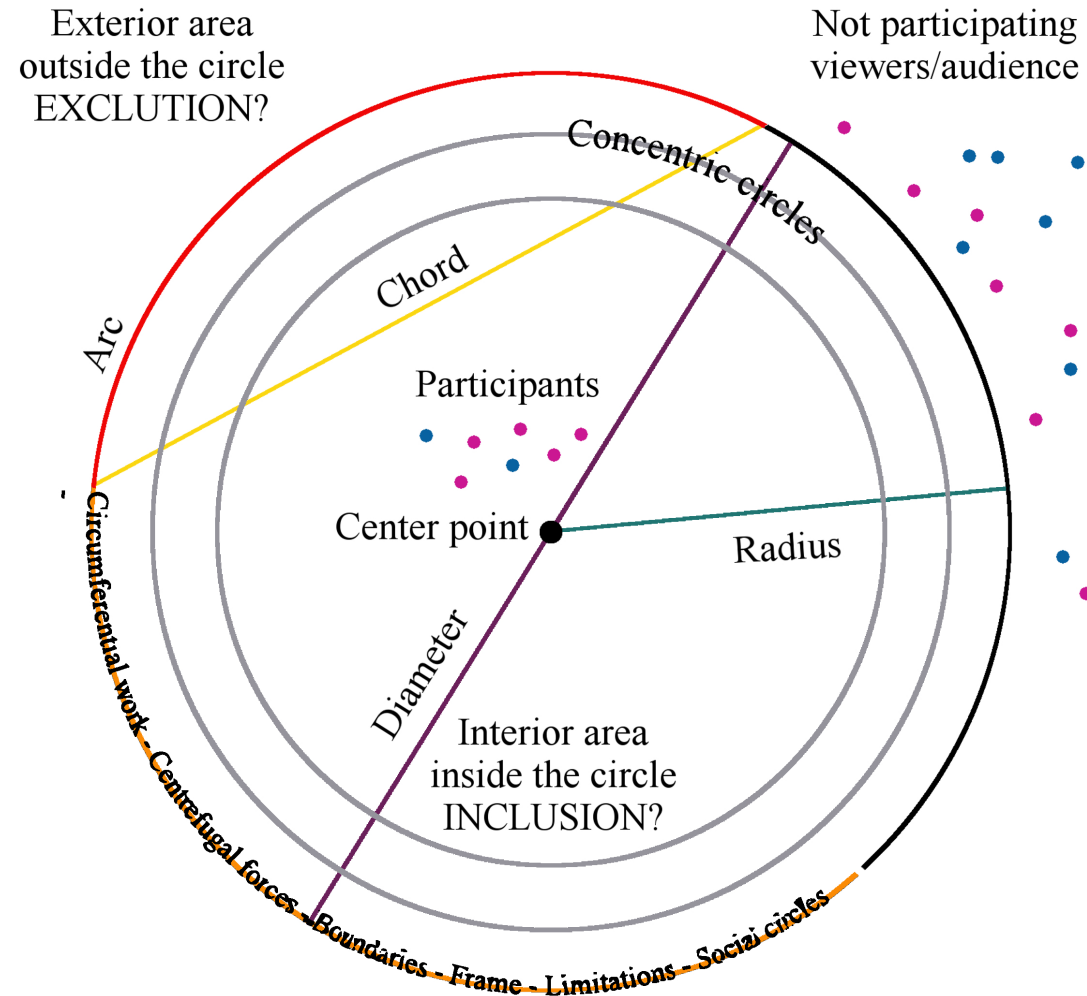 Exterior area
outside the circle
EXCLUTION?
Not participating
viewers/audience
Concentric circles
Chord
Arc
Participants
Center point
Radius
Diameter
Interior area
inside the circle
INCLUSION?
- Circumferential work - Centrefugal forces - Boundaries - Frame - Limitations - Social circles